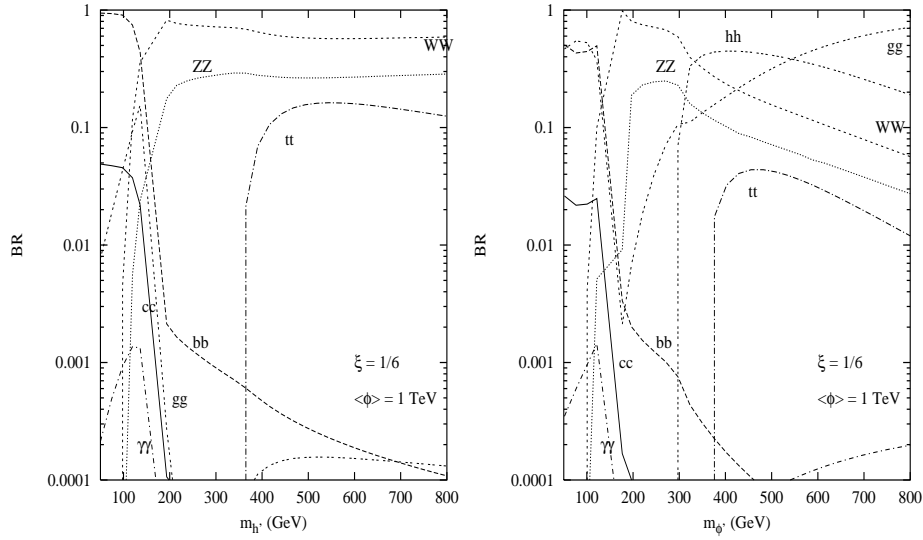 1
0.1
0.01
0.001
0.0001
BR
100 200 300 400 500 600 700 800
m_h' (GeV)
WW
ZZ
tt
cc
bb
gg
γγ
ξ = 1/6
<ϕ> = 1 TeV
1
0.1
0.01
0.001
0.0001
BR
100 200 300 400 500 600 700 800
m_ϕ' (GeV)
hh
gg
ZZ
WW
tt
bb
cc
γγ
ξ = 1/6
<ϕ> = 1 TeV